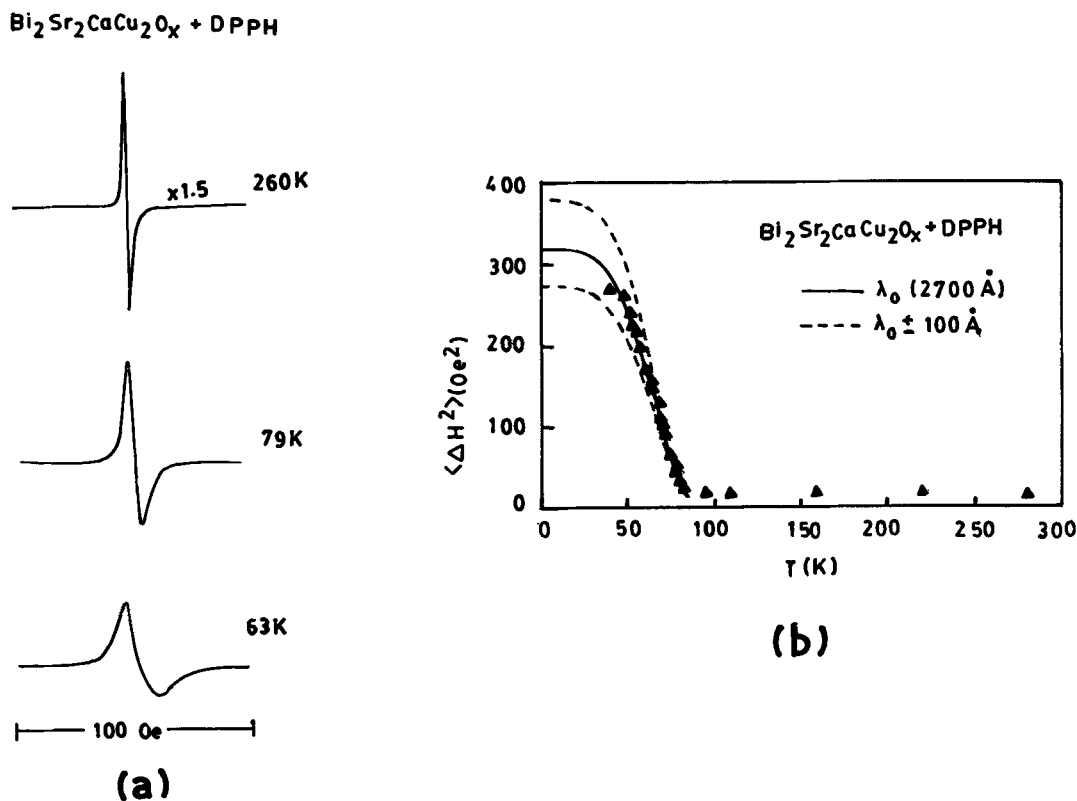 Bi₂Sr₂CaCu₂Oₓ + DPPH
x1.5
260K
79K
63K
100 Oe
(a)
400
300
200
100
0
<ΔH²>(Oe²)
Bi₂Sr₂CaCu₂Oₓ + DPPH
λ₀ (2700 Å)
λ₀ ± 100 Å
0 50 100 150 200 250 300
T (K)
(b)